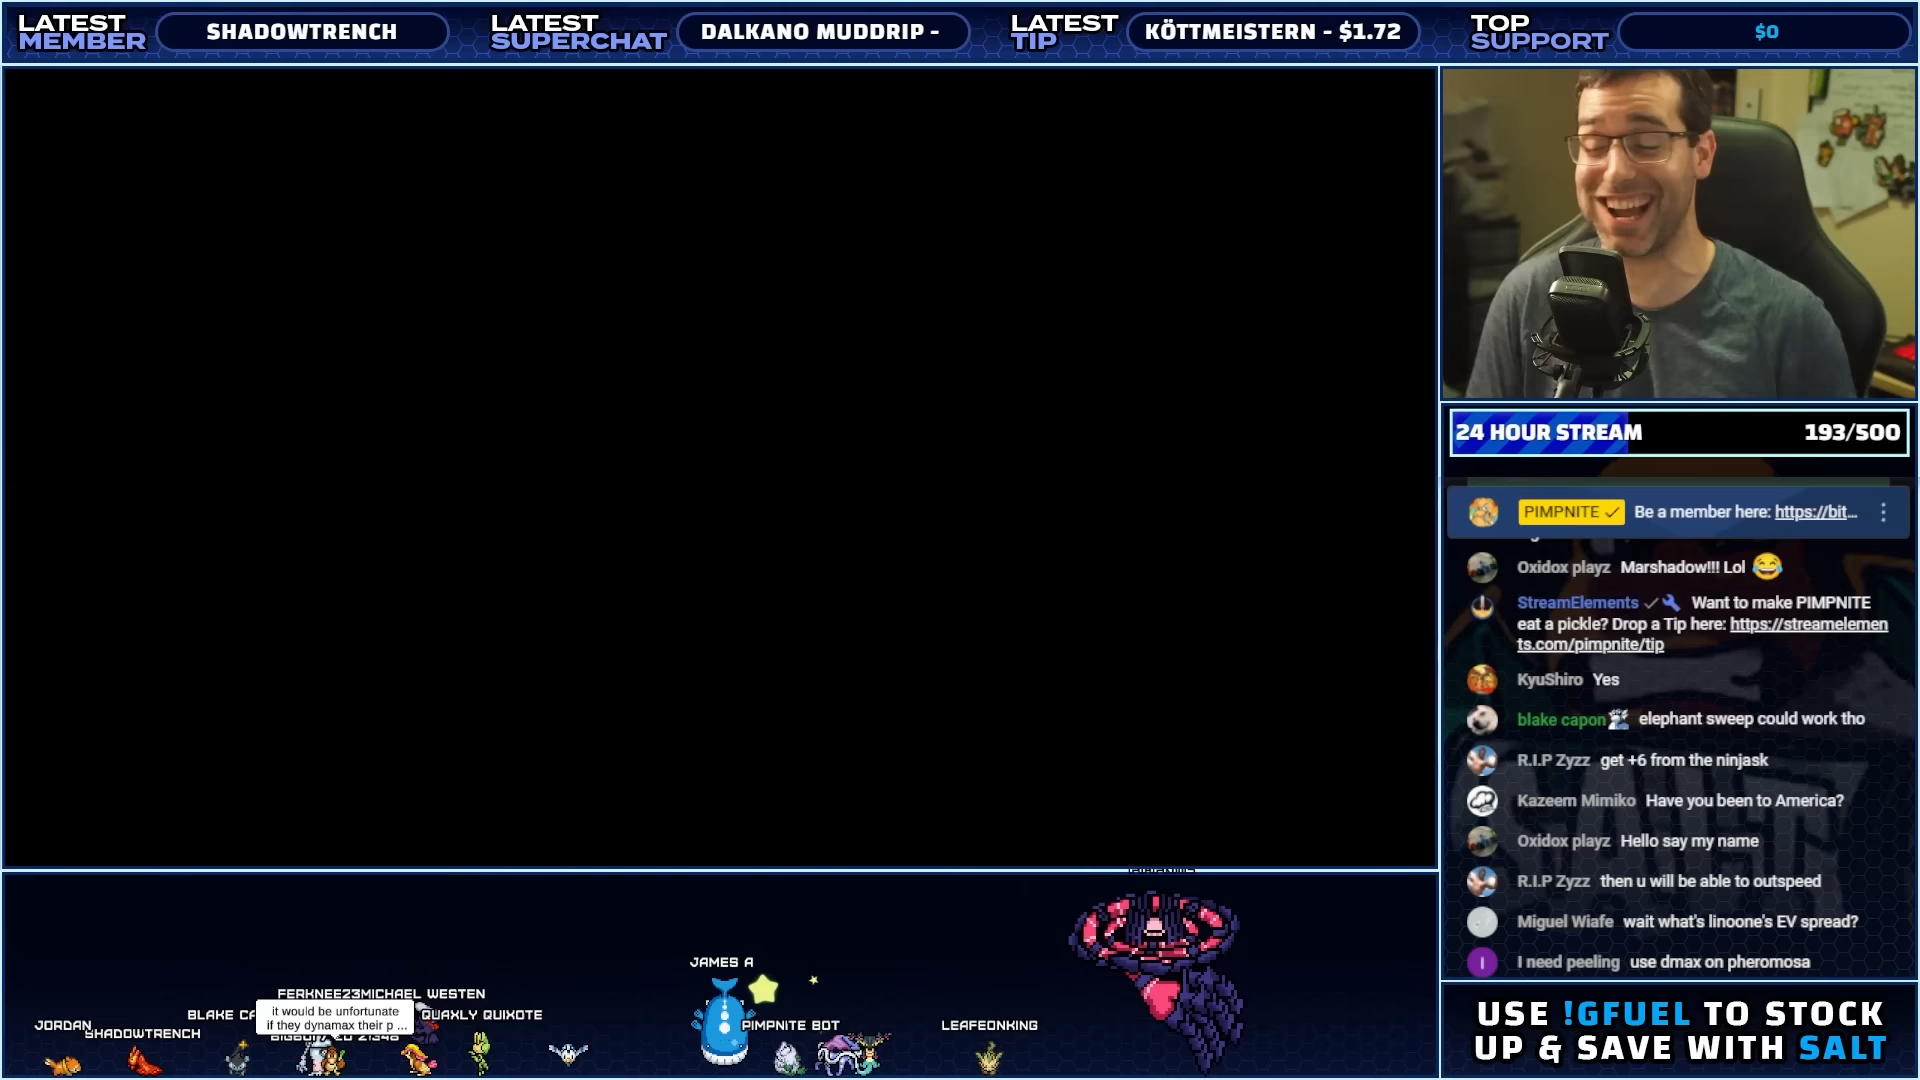 LATEST MEMBER
SHADOWTRENCH
LATEST SUPERCHAT
DALKANO MUDDRIP -
LATEST TIP
KÖTTMEISTERN - $1.72
TOP SUPPORT
$0
24 HOUR STREAM 193/500
PIMPNITE Be a member here: https://bit...
Oxidox playz Marshadow!!! Lol 😂
StreamElements Want to make PIMPNITE
eat a pickle? Drop a Tip here: https://streamelemen
ts.com/pimpnite/tip
KyuShiro Yes
blake capon elephant sweep could work tho
R.I.P Zyzz get +6 from the ninjask
Kazeem Mimiko Have you been to America?
Oxidox playz Hello say my name
R.I.P Zyzz then u will be able to outspeed
Miguel Wiafe wait what's linoone's EV spread?
I I need peeling use dmax on pheromosa
USE !GFUEL TO STOCK
UP & SAVE WITH SALT
JAMES A
FERKNEE23MICHAEL WESTEN
BLAKE CA
it would be unfortunate
if they dynamax their p ...
QUAXLY QUIXOTE
JORDAN
SHADOWTRENCH
PIMPNITE BOT
LEAFEONKING